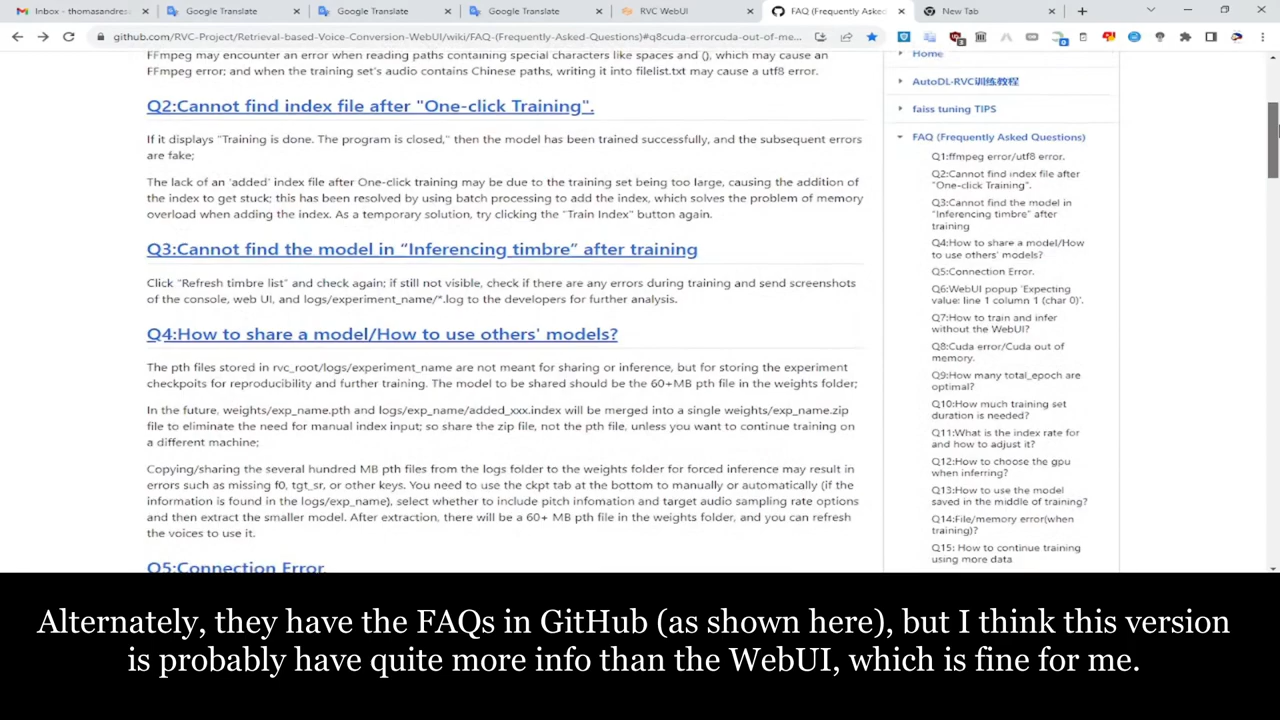 Inbox - thomasandres
Google Translate
Google Translate
Google Translate
RVC WebUI
FAQ (Frequently Aske
New Tab
github.com/RVC-Project/Retrieval-based-Voice-Conversion-WebUI/wiki/FAQ-(Frequently-Asked-Questions)#q8cuda-errorcuda-out-of-me...
FFmpeg may encounter an error when reading paths containing special characters like spaces and (), which may cause an
FFmpeg error; and when the training set's audio contains Chinese paths, writing it into filelist.txt may cause a utf8 error.
Q2:Cannot find index file after "One-click Training".
If it displays "Training is done. The program is closed," then the model has been trained successfully, and the subsequent errors
are fake;
The lack of an 'added' index file after One-click training may be due to the training set being too large, causing the addition of
the index to get stuck; this has been resolved by using batch processing to add the index, which solves the problem of memory
overload when adding the index. As a temporary solution, try clicking the "Train Index" button again.
Q3:Cannot find the model in “Inferencing timbre” after training
Click “Refresh timbre list” and check again; if still not visible, check if there are any errors during training and send screenshots
of the console, web UI, and logs/experiment_name/*.log to the developers for further analysis.
Q4:How to share a model/How to use others' models?
The pth files stored in rvc_root/logs/experiment_name are not meant for sharing or inference, but for storing the experiment
checkpoits for reproducibility and further training. The model to be shared should be the 60+MB pth file in the weights folder;
In the future, weights/exp_name.pth and logs/exp_name/added_xxx.index will be merged into a single weights/exp_name.zip
file to eliminate the need for manual index input; so share the zip file, not the pth file, unless you want to continue training on
a different machine;
Copying/sharing the several hundred MB pth files from the logs folder to the weights folder for forced inference may result in
errors such as missing f0, tgt_sr, or other keys. You need to use the ckpt tab at the bottom to manually or automatically (if the
information is found in the logs/exp_name), select whether to include pitch infomation and target audio sampling rate options
and then extract the smaller model. After extraction, there will be a 60+ MB pth file in the weights folder, and you can refresh
the voices to use it.
Q5:Connection Error.
Home
AutoDL-RVC训练教程
faiss tuning TIPS
FAQ (Frequently Asked Questions)
Q1:ffmpeg error/utf8 error.
Q2:Cannot find index file after
"One-click Training".
Q3:Cannot find the model in
“Inferencing timbre” after
training
Q4:How to share a model/How
to use others' models?
Q5:Connection Error.
Q6:WebUI popup 'Expecting
value: line 1 column 1 (char 0)'.
Q7:How to train and infer
without the WebUI?
Q8:Cuda error/Cuda out of
memory.
Q9:How many total_epoch are
optimal?
Q10:How much training set
duration is needed?
Q11:What is the index rate for
and how to adjust it?
Q12:How to choose the gpu
when inferring?
Q13:How to use the model
saved in the middle of training?
Q14:File/memory error(when
training)?
Q15: How to continue training
using more data
Alternately, they have the FAQs in GitHub (as shown here), but I think this version
is probably have quite more info than the WebUI, which is fine for me.